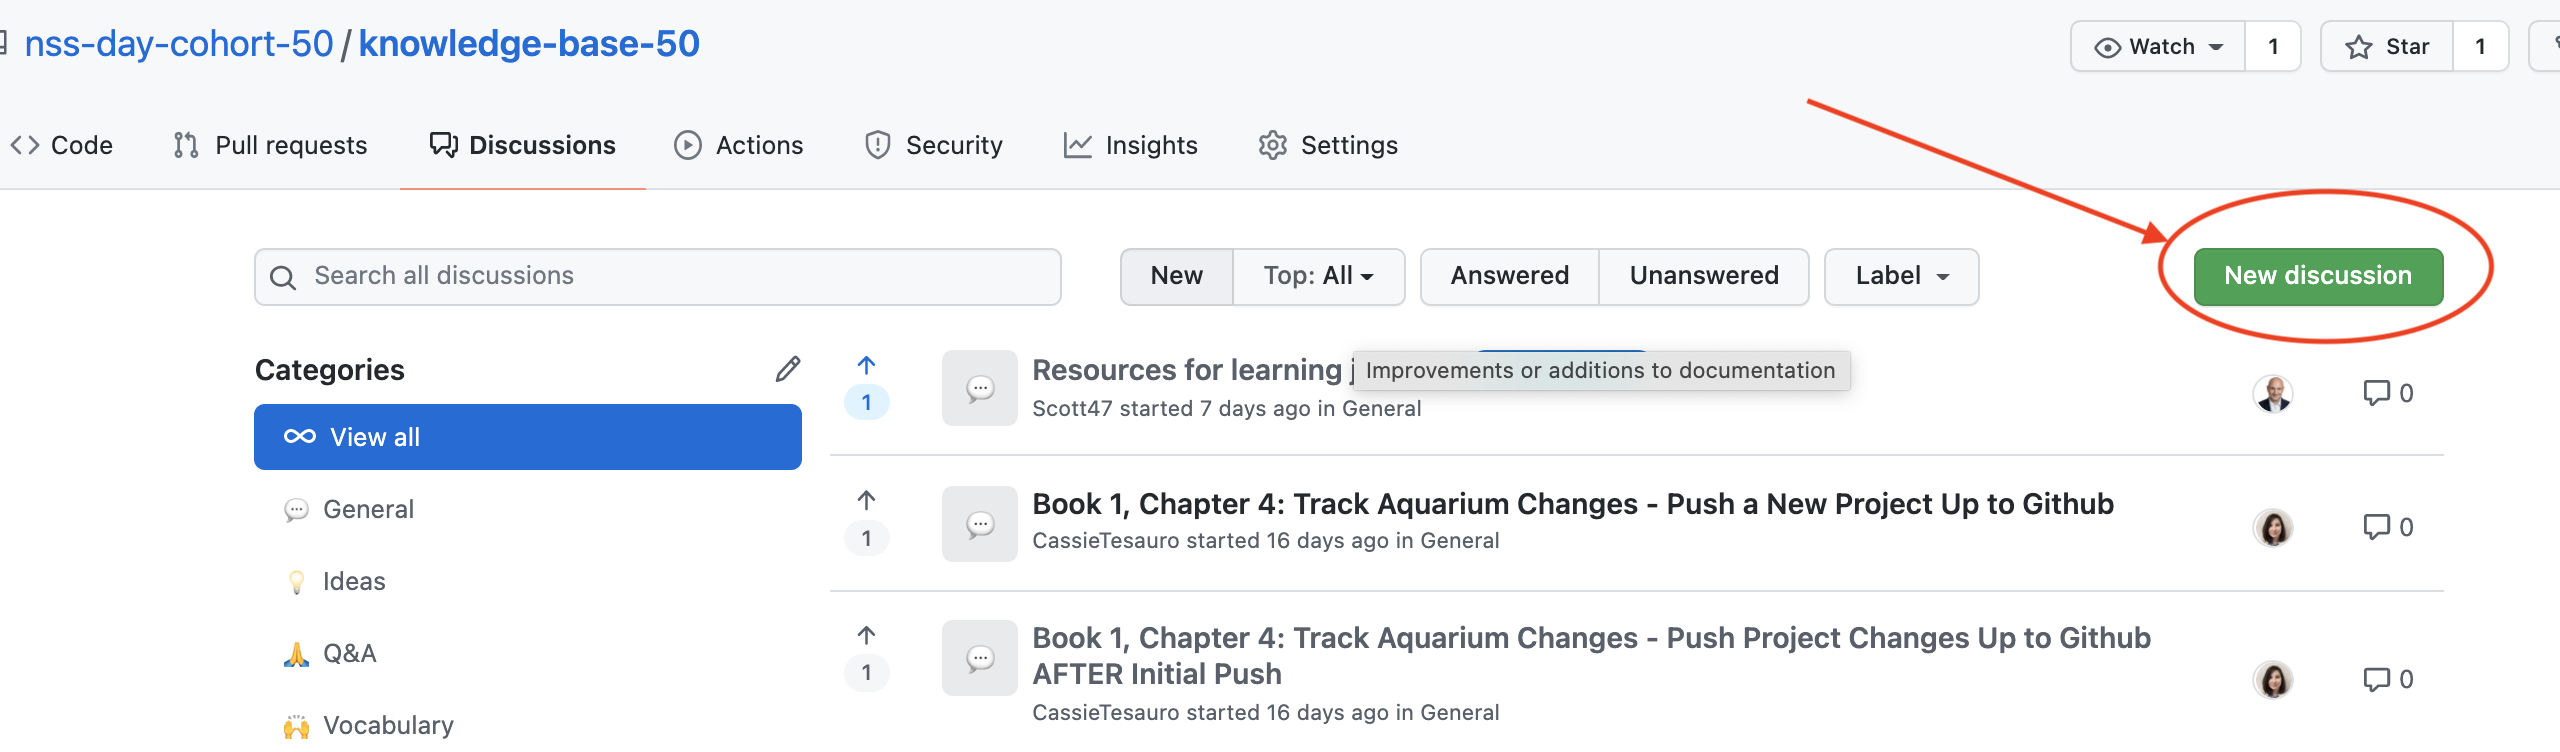 nss-day-cohort-50 / knowledge-base-50
Watch 1
Star 1
Code
Pull requests
Discussions
Actions
Security
Insights
Settings
Search all discussions
New
Top: All
Answered
Unanswered
Label
New discussion
Categories
View all
General
Ideas
Q&A
Vocabulary
1
Resources for learning
Improvements or additions to documentation
Scott47 started 7 days ago in General
0
1
Book 1, Chapter 4: Track Aquarium Changes - Push a New Project Up to Github
CassieTesauro started 16 days ago in General
0
1
Book 1, Chapter 4: Track Aquarium Changes - Push Project Changes Up to Github
AFTER Initial Push
CassieTesauro started 16 days ago in General
0